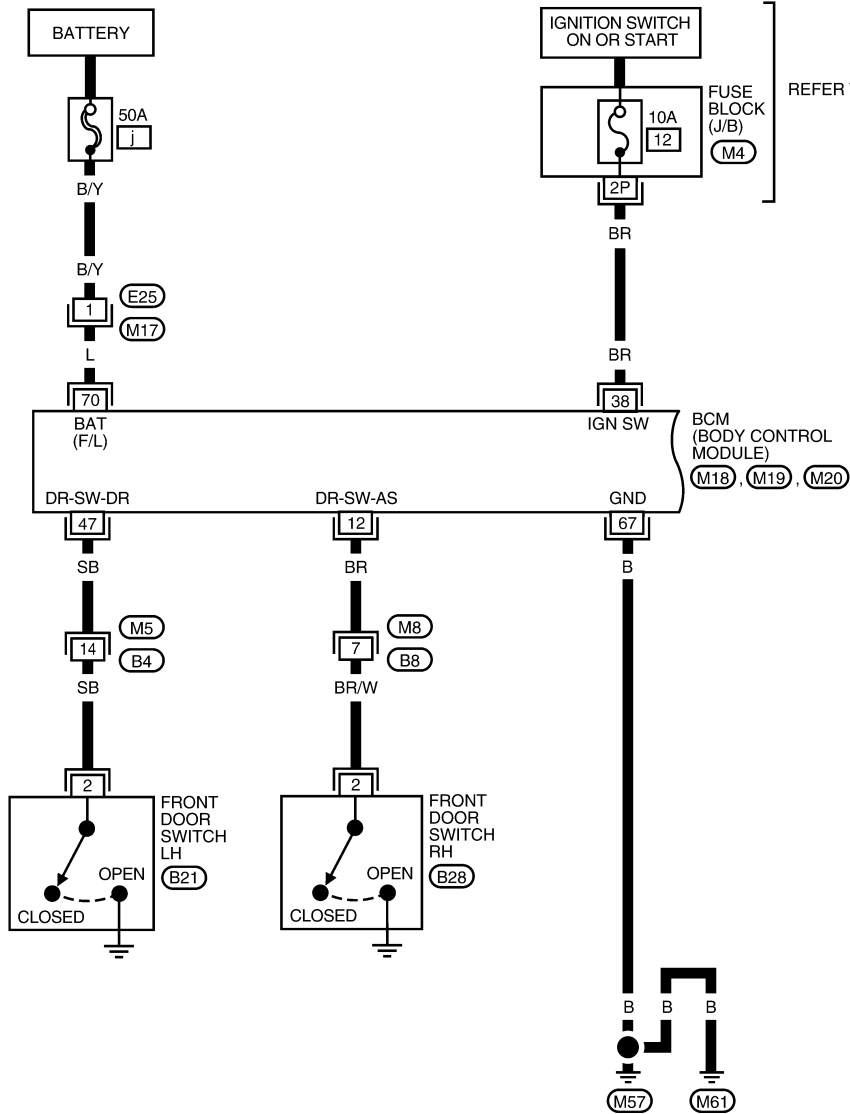 BATTERY
IGNITION SWITCH
ON OR START
50A
j
10A
12
FUSE
BLOCK
(J/B)
M4
REFER
2P
B/Y
BR
B/Y
1
E25
M17
L
BR
70
38
BAT
(F/L)
IGN SW
BCM
(BODY CONTROL
MODULE)
M18 , M19 , M20
DR-SW-DR
DR-SW-AS
GND
47
12
67
SB
BR
B
14
M5
B4
7
M8
B8
SB
BR/W
2
2
FRONT
DOOR
SWITCH
LH
B21
OPEN
CLOSED
FRONT
DOOR
SWITCH
RH
B28
OPEN
CLOSED
B
B
B
M57
M61